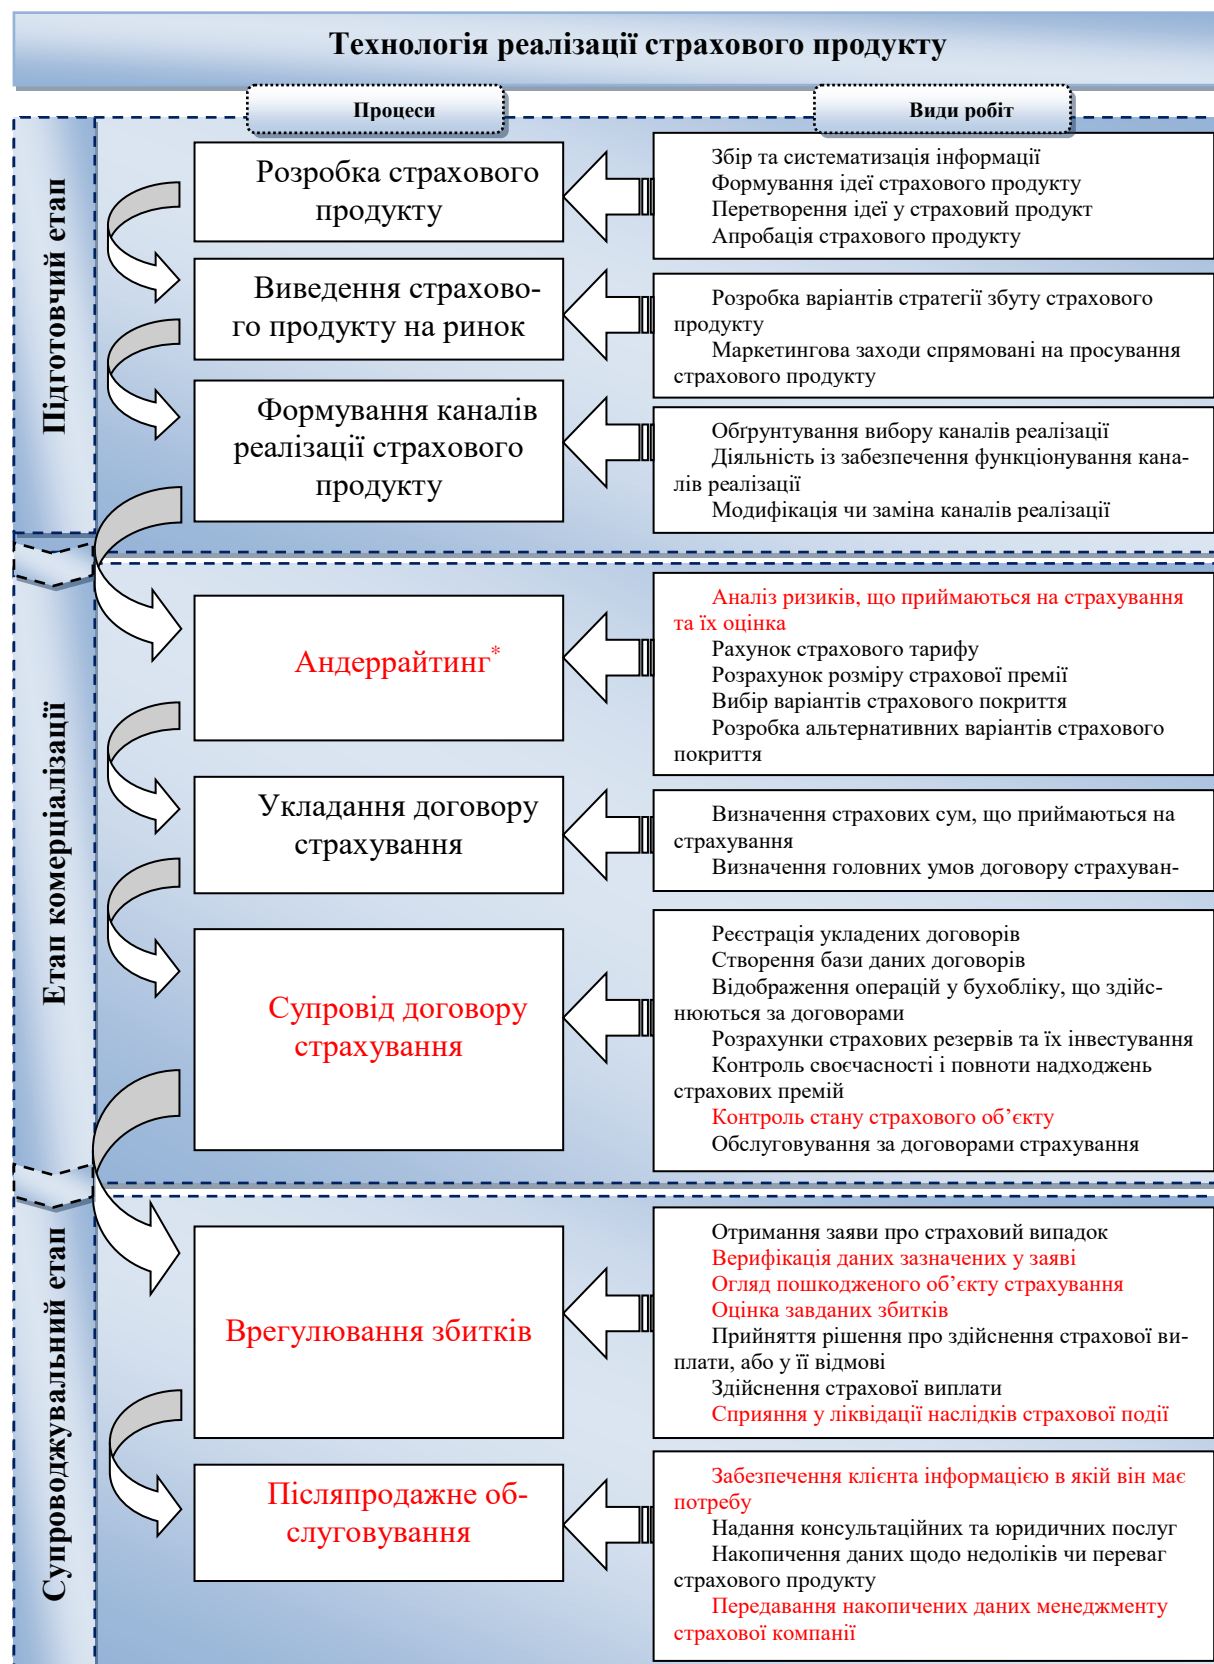 Технологія реалізації страхового продукту
Процеси
Види робіт
Підготовчий етап
Розробка страхового
продукту
Збір та систематизація інформації
Формування ідеї страхового продукту
Перетворення ідеї у страховий продукт
Апробація страхового продукту
Виведення страхово-
го продукту на ринок
Розробка варіантів стратегії збуту страхового
продукту
Маркетингова заходи спрямовані на просування
страхового продукту
Формування каналів
реалізації страхового
продукту
Обґрунтування вибору каналів реалізації
Діяльність із забезпечення функціонування кана-
лів реалізації
Модифікація чи заміна каналів реалізації
Етап комерціалізації
Андеррайтинг*
Аналіз ризиків, що приймаються на страхування
та їх оцінка
Рахунок страхового тарифу
Розрахунок розміру страхової премії
Вибір варіантів страхового покриття
Розробка альтернативних варіантів страхового
покриття
Укладання договору
страхування
Визначення страхових сум, що приймаються на
страхування
Визначення головних умов договору страхуван-
Супровід договору
страхування
Реєстрація укладених договорів
Створення бази даних договорів
Відображення операцій у бухобліку, що здійс-
нюються за договорами
Розрахунки страхових резервів та їх інвестування
Контроль своєчасності і повноти надходжень
страхових премій
Контроль стану страхового об’єкту
Обслуговування за договорами страхування
Супроводжувальний етап
Врегулювання збитків
Отримання заяви про страховий випадок
Верифікація даних зазначених у заяві
Огляд пошкодженого об’єкту страхування
Оцінка завданих збитків
Прийняття рішення про здійснення страхової ви-
плати, або у її відмові
Здійснення страхової виплати
Сприяння у ліквідації наслідків страхової події
Післяпродажне об-
слуговування
Забезпечення клієнта інформацією в якій він має
потребу
Надання консультаційних та юридичних послуг
Накопичення даних щодо недоліків чи переваг
страхового продукту
Передавання накопичених даних менеджменту
страхової компанії